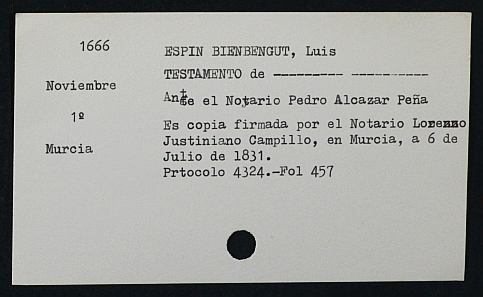 1666
ESPIN BIENBENGUT, Luis
TESTAMENTO de --------- ----------
Noviembre
Ante el Notario Pedro Alcazar Peña
1º
Es copia firmada por el Notario Lorenzo
Murcia
Justiniano Campillo, en Murcia, a 6 de
Julio de 1831.
Prtocolo 4324.-Fol 457